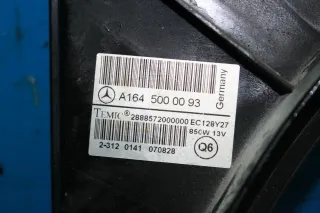 A164 500 00 93
Germany
TEMIC® 2888572000000 EC128Y27
850W 13V
2-312 0141 070828
Q6